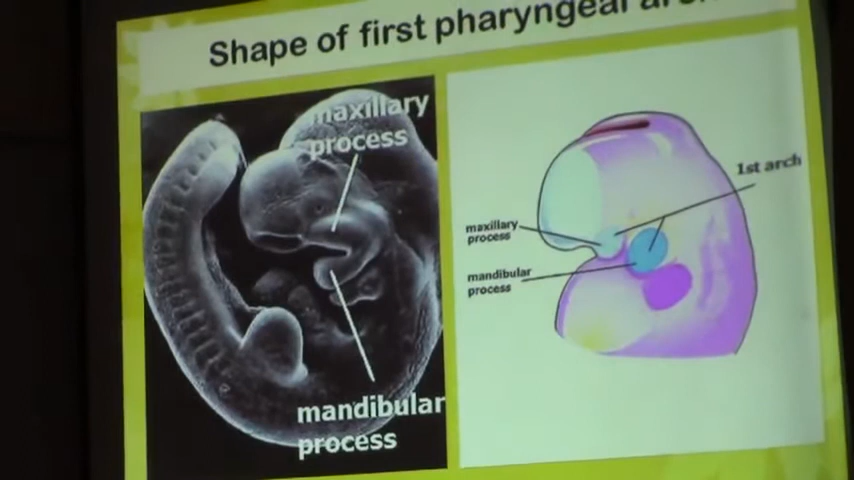 Shape of first pharyngeal
maxillary
process
mandibular
process
1st arch
maxillary
process
mandibular
process